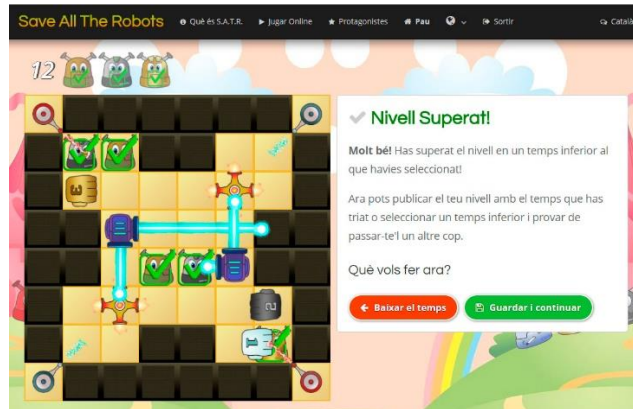 Save All The Robots
Què és S.A.T.R.
Jugar Online
Protagonistes
Pau
Sortir
Català
12
Nivell Superat!
Molt bé! Has superat el nivell en un temps inferior al
que havies seleccionat!
Ara pots publicar el teu nivell amb el temps que has
triat o seleccionar un temps inferior i provar de
passar-te'l un altre cop.
3
Què vols fer ara?
2
Baixar el temps
Guardar i continuar
1